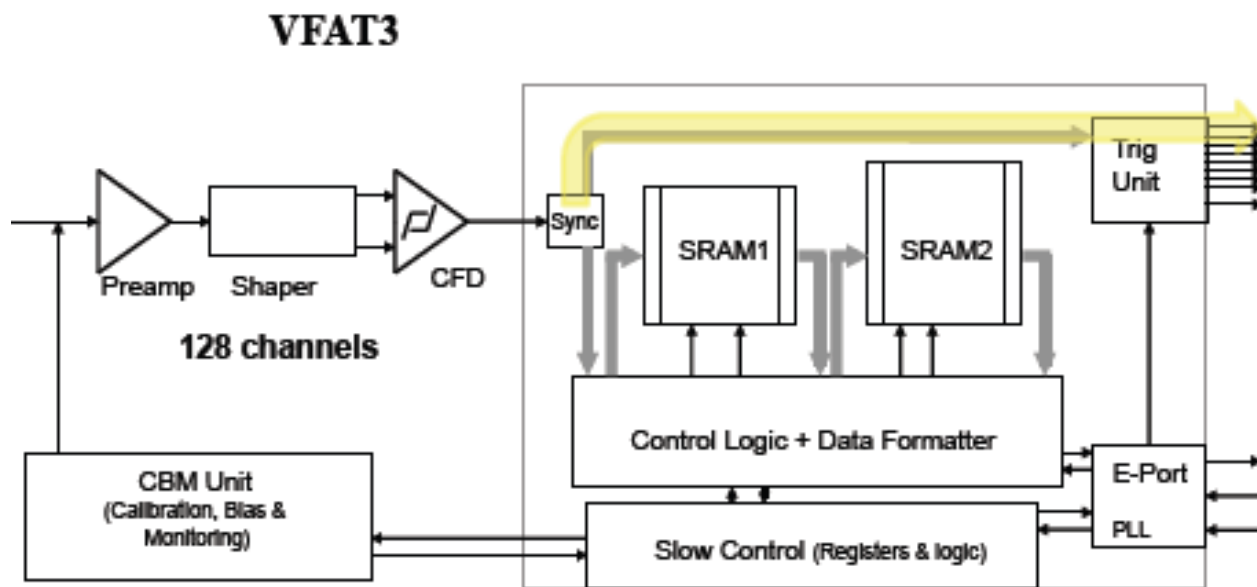 VFAT3
Trig
Unit
Sync
SRAM1
SRAM2
Preamp
Shaper
CFD
128 channels
Control Logic + Data Formatter
CBM Unit
(Calibration, Bias &
Monitoring)
E-Port
PLL
Slow Control (Registers & logic)